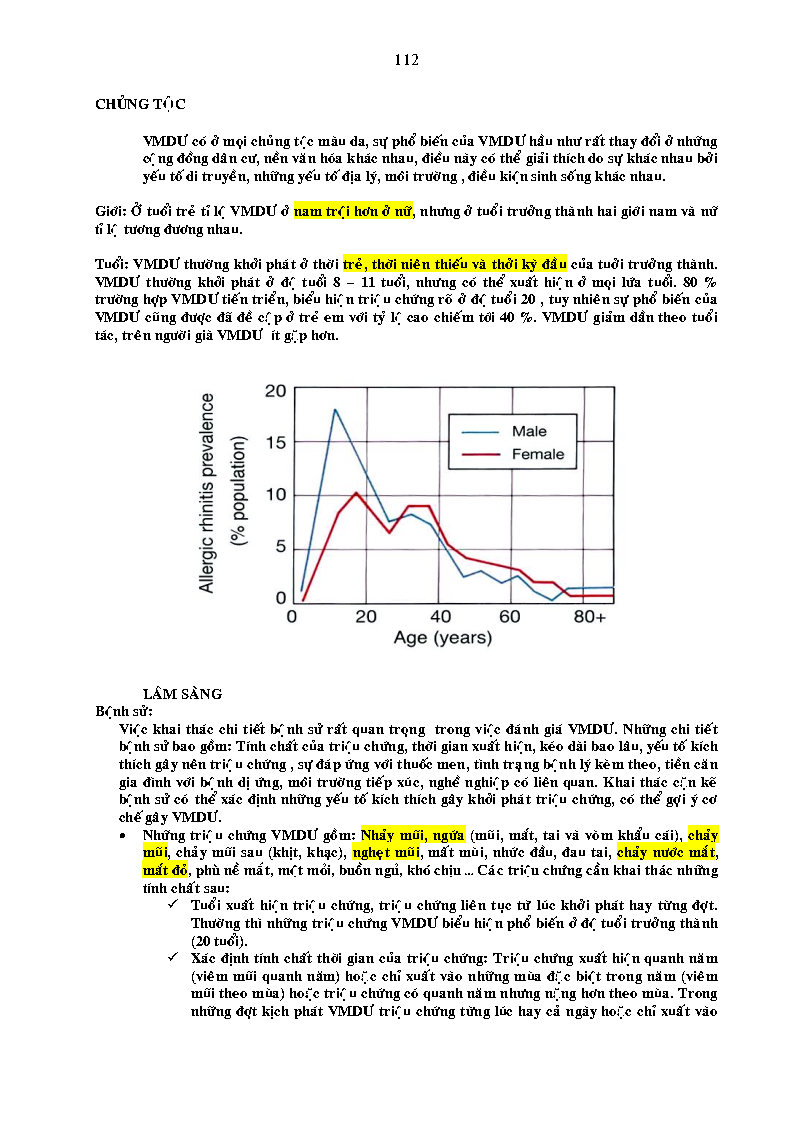 112
CHỦNG TỘC
VMDƯ có ở mọi chủng tộc màu da, sự phổ biến của VMDƯ hầu như rất thay đổi ở những
cộng đồng dân cư, nền văn hóa khác nhau, điều này có thể giải thích do sự khác nhau bởi
yếu tố di truyền, những yếu tố địa lý, môi trường , điều kiện sinh sống khác nhau.
Giới: Ở tuổi trẻ tỉ lệ VMDƯ ở nam trội hơn ở nữ, nhưng ở tuổi trưởng thành hai giới nam và nữ
tỉ lệ tương đương nhau.
Tuổi: VMDƯ thường khởi phát ở thời trẻ, thời niên thiếu và thởi kỳ đầu của tuởi trưởng thành.
VMDƯ thường khởi phát ở độ tuổi 8 – 11 tuổi, nhưng có thể xuất hiện ở mọi lứa tuổi. 80 %
trường hợp VMDƯ tiến triển, biểu hiện triệu chứng rõ ở độ tuổi 20 , tuy nhiên sự phổ biến của
VMDƯ cũng được đã đề cập ở trẻ em với tỷ lệ cao chiếm tới 40 %. VMDƯ giảm dần theo tuổi
tác, trên người già VMDƯ ít gặp hơn.
Allergic rhinitis prevalence
(% population)
20
15
10
5
0
Male
Female
0 20 40 60 80+
Age (years)
LÂM SÀNG
Bệnh sử:
Việc khai thác chi tiết bệnh sử rất quan trọng trong việc đánh giá VMDƯ. Những chi tiết
bệnh sử bao gồm: Tính chất của triệu chứng, thời gian xuất hiện, kéo dài bao lâu, yếu tố kích
thích gây nên triệu chứng , sự đáp ứng với thuốc men, tình trạng bệnh lý kèm theo, tiền căn
gia đình với bệnh dị ứng, môi trường tiếp xúc, nghề nghiệp có liên quan. Khai thác cặn kẽ
bệnh sử có thể xác định những yếu tố kích thích gây khởi phát triệu chứng, có thể gợi ý cơ
chế gây VMDƯ.
• Những triệu chứng VMDƯ gồm: Nhảy mũi, ngứa (mũi, mắt, tai và vòm khẩu cái), chảy
mũi, chảy mũi sau (khịt, khạc), nghẹt mũi, mất mùi, nhức đầu, đau tai, chảy nước mắt,
mắt đỏ, phù nề mắt, mệt mỏi, buồn ngủ, khó chịu ... Các triệu chứng cần khai thác những
tính chất sau:
✓ Tuổi xuất hiện triệu chứng, triệu chứng liên tục từ lúc khởi phát hay từng đợt.
Thường thì những triệu chứng VMDƯ biểu hiện phổ biến ở độ tuổi trưởng thành
(20 tuổi).
✓ Xác định tính chất thời gian của triệu chứng: Triệu chứng xuất hiện quanh năm
(viêm mũi quanh năm) hoặc chỉ xuất vào những mùa đặc biệt trong năm (viêm
mũi theo mùa) hoặc triệu chứng có quanh năm nhưng nặng hơn theo mùa. Trong
những đợt kịch phát VMDƯ triệu chứng từng lúc hay cả ngày hoặc chỉ xuất vào